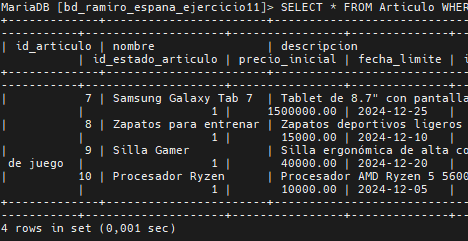 MariaDB [bd_ramiro_espana_ejercicio11]> SELECT * FROM Articulo WHER
+-------------+--------------------+---------------------------
------------+--------------------+----------------+--------------+---
| id_articulo | nombre | descripcion
| id_estado_articulo | precio_inicial | fecha_limite | i
+-------------+--------------------+---------------------------
------------+--------------------+----------------+--------------+---
| 7 | Samsung Galaxy Tab 7 | Tablet de 8.7" con pantalla
| 1 | 1500000.00 | 2024-12-25 |
| 8 | Zapatos para entrenar | Zapatos deportivos ligeros
| 1 | 15000.00 | 2024-12-10 |
| 9 | Silla Gamer | Silla ergonómica de alta co
de juego | 1 | 40000.00 | 2024-12-20 |
| 10 | Procesador Ryzen | Procesador AMD Ryzen 5 5600
| 1 | 10000.00 | 2024-12-05 |
+-------------+--------------------+---------------------------
------------+--------------------+----------------+--------------+---
4 rows in set (0,001 sec)